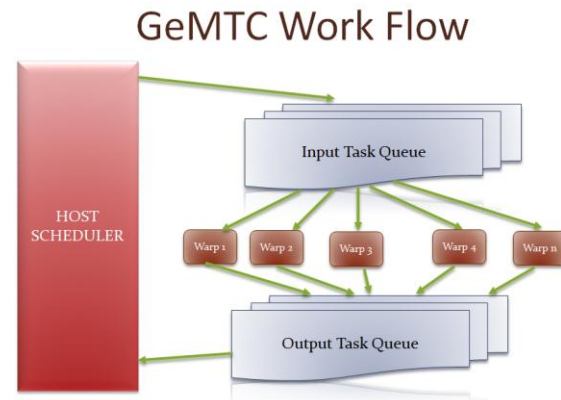 GeMTC Work Flow
Input Task Queue
HOST
SCHEDULER
Warp 1
Warp 2
Warp 3
Warp 4
Warp n
Output Task Queue